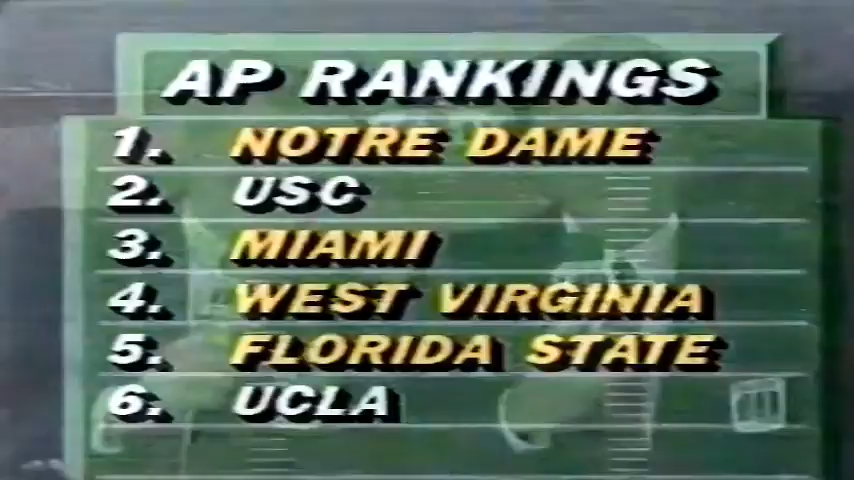 AP RANKINGS
1. NOTRE DAME
2. USC
3. MIAMI
4. WEST VIRGINIA
5. FLORIDA STATE
6. UCLA